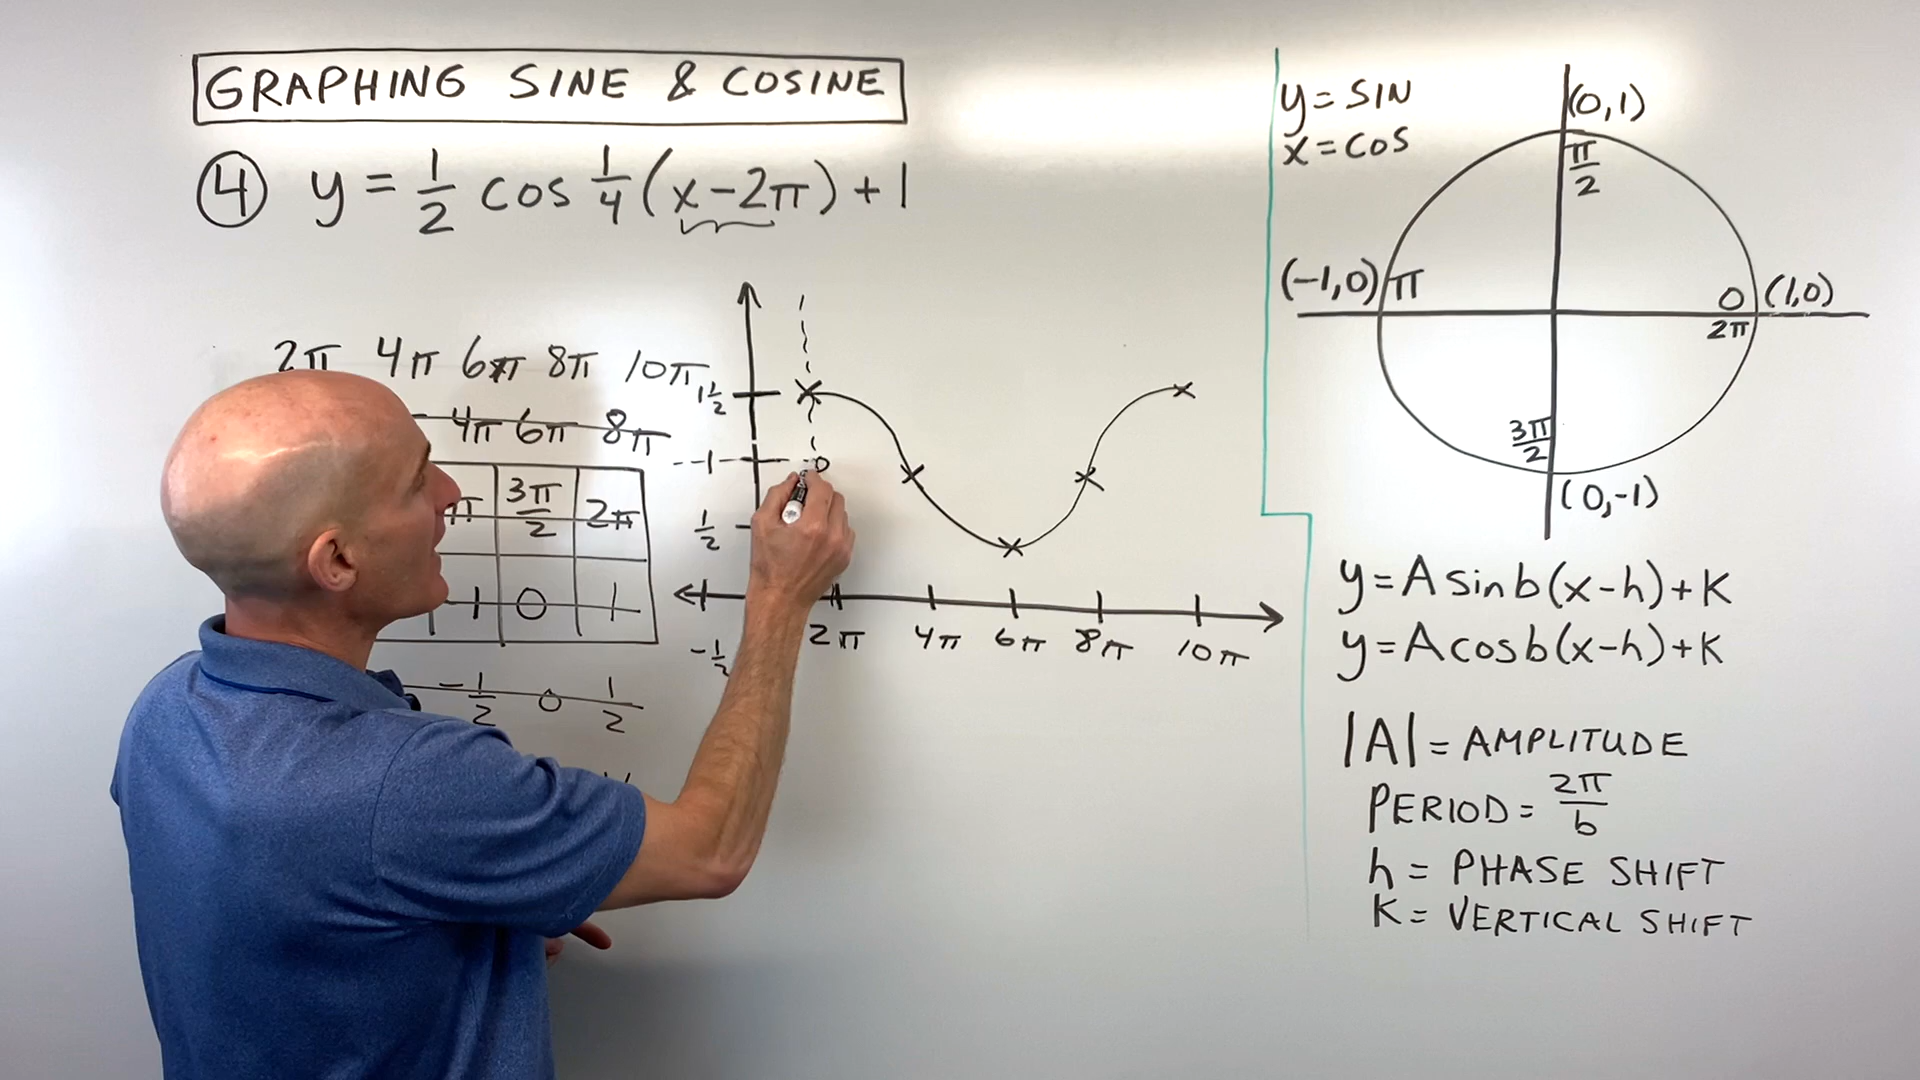 GRAPHING SINE & COSINE
④ y = 1/2 cos 1/4 (x-2π) + 1
2π 4π 6π 8π 10π
4π 6π 8π
π 3π/2 2π
-1 0 1
-1/2 0 1/2
1 1/2
1
1/2
-1/2
2π 4π 6π 8π 10π
y = SIN
x = COS
(0,1)
π/2
(-1,0) π
0 (1,0)
2π
3π/2
(0,-1)
y = A sin b(x-h)+K
y = A cos b(x-h)+K
|A| = AMPLITUDE
PERIOD = 2π/b
h = PHASE SHIFT
K = VERTICAL SHIFT